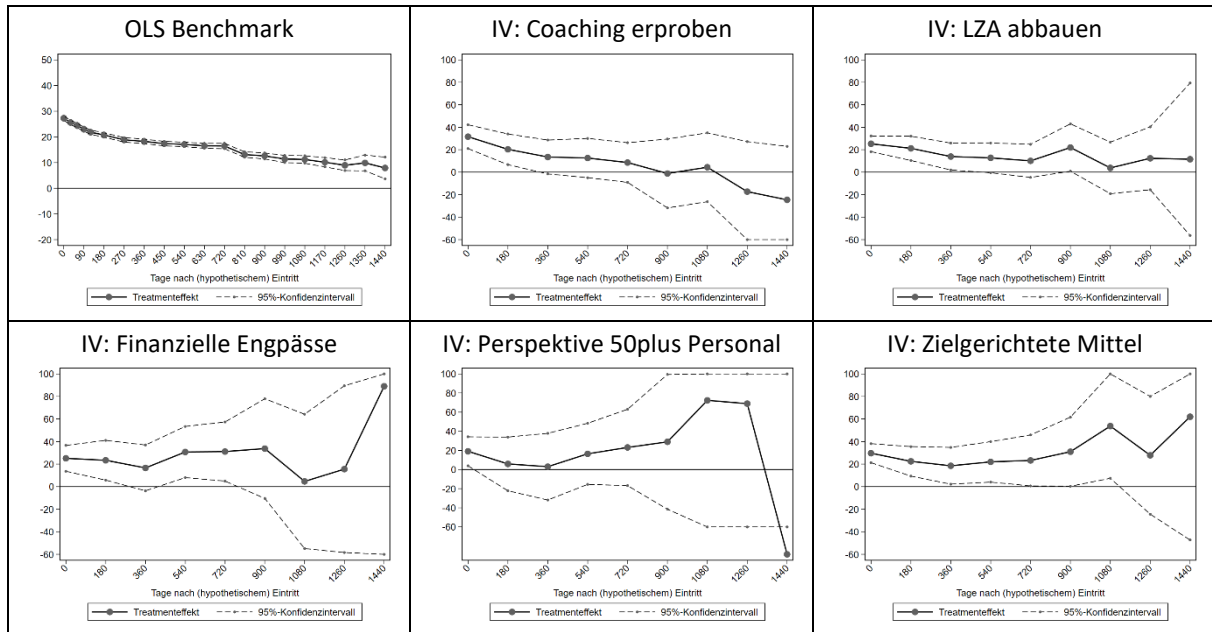 OLS Benchmark
50
40
30
20
10
0
-10
-20
0 90 180 270 360 450 540 630 720 810 900 990 1080 1170 1260 1350 1440
Tage nach (hypothetischem) Eintritt
Treatmenteffekt 95%-Konfidenzintervall
IV: Coaching erproben
100
80
60
40
20
0
-20
-40
-60
0 180 360 540 720 900 1080 1260 1440
Tage nach (hypothetischem) Eintritt
Treatmenteffekt 95%-Konfidenzintervall
IV: LZA abbauen
100
80
60
40
20
0
-20
-40
-60
0 180 360 540 720 900 1080 1260 1440
Tage nach (hypothetischem) Eintritt
Treatmenteffekt 95%-Konfidenzintervall
IV: Finanzielle Engpässe
100
80
60
40
20
0
-20
-40
-60
0 180 360 540 720 900 1080 1260 1440
Tage nach (hypothetischem) Eintritt
Treatmenteffekt 95%-Konfidenzintervall
IV: Perspektive 50plus Personal
100
80
60
40
20
0
-20
-40
-60
0 180 360 540 720 900 1080 1260 1440
Tage nach (hypothetischem) Eintritt
Treatmenteffekt 95%-Konfidenzintervall
IV: Zielgerichtete Mittel
100
80
60
40
20
0
-20
-40
-60
0 180 360 540 720 900 1080 1260 1440
Tage nach (hypothetischem) Eintritt
Treatmenteffekt 95%-Konfidenzintervall